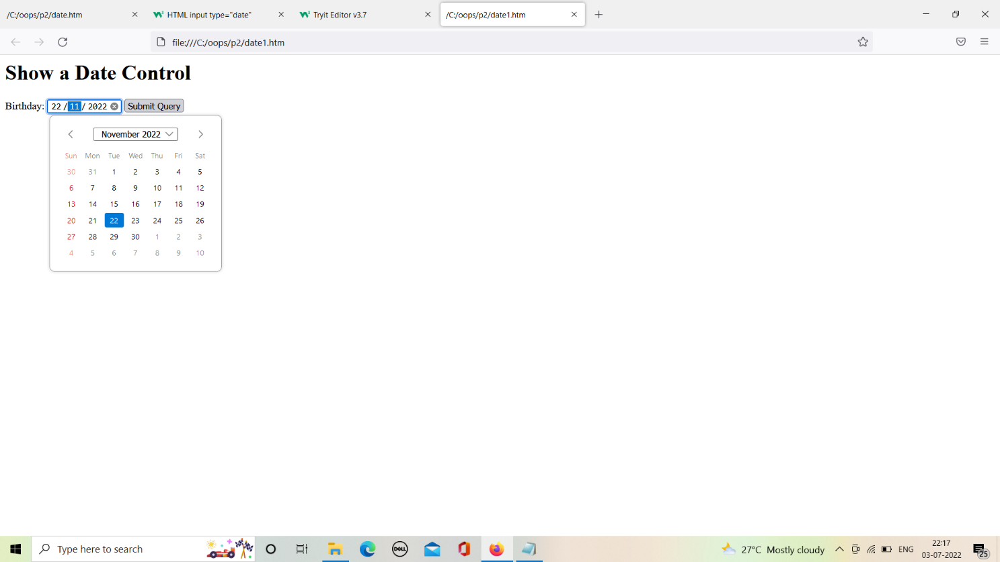 /C:/oops/p2/date.htm
HTML input type="date"
Tryit Editor v3.7
/C:/oops/p2/date1.htm
file:///C:/oops/p2/date1.htm
Show a Date Control
Birthday: 22 / 11 / 2022 Submit Query
November 2022
Sun Mon Tue Wed Thu Fri Sat
30 31 1 2 3 4 5
6 7 8 9 10 11 12
13 14 15 16 17 18 19
20 21 22 23 24 25 26
27 28 29 30 1 2 3
4 5 6 7 8 9 10
Type here to search
DELL
27°C Mostly cloudy
ENG
22:17
03-07-2022
25